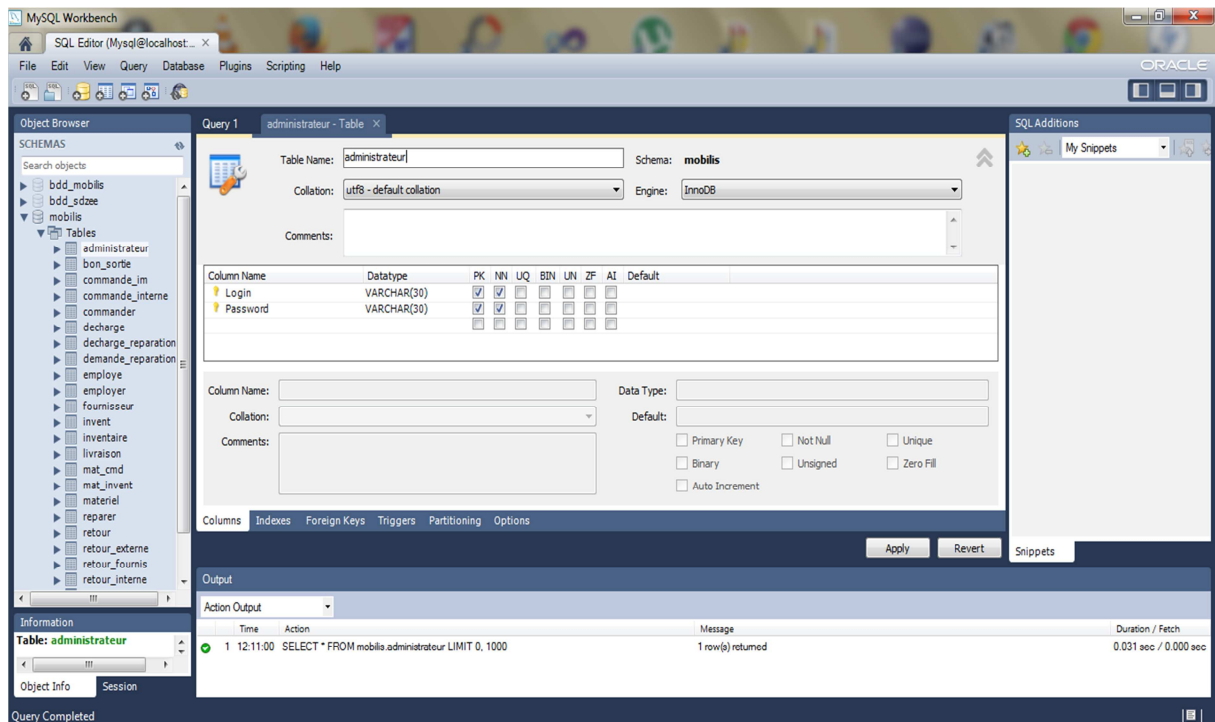 MySQL Workbench
SQL Editor (Mysql@localhost:... ×
File Edit View Query Database Plugins Scripting Help
ORACLE
Object Browser
SCHEMAS
Search objects
bdd_mobilis
bdd_sdzee
mobilis
Tables
administrateur
bon_sortie
commande_im
commande_interne
commander
decharge
decharge_reparation
demande_reparation
employe
employer
fournisseur
invent
inventaire
livraison
mat_cmd
mat_invent
materiel
reparer
retour
retour_externe
retour_fournis
retour_interne
Information
Table: administrateur
Object Info Session
Query 1 administrateur - Table ×
Table Name: administrateur Schema: mobilis
Collation: utf8 - default collation Engine: InnoDB
Comments:
Column Name Datatype PK NN UQ BIN UN ZF AI Default
Login VARCHAR(30)
Password VARCHAR(30)
Column Name: Data Type:
Collation: Default:
Comments: Primary Key Not Null Unique
Binary Unsigned Zero Fill
Auto Increment
Columns Indexes Foreign Keys Triggers Partitioning Options
Apply Revert
SQL Additions
My Snippets
Snippets
Output
Action Output
Time Action Message Duration / Fetch
1 12:11:00 SELECT * FROM mobilis.administrateur LIMIT 0, 1000 1 row(s) returned 0.031 sec / 0.000 sec
Query Completed